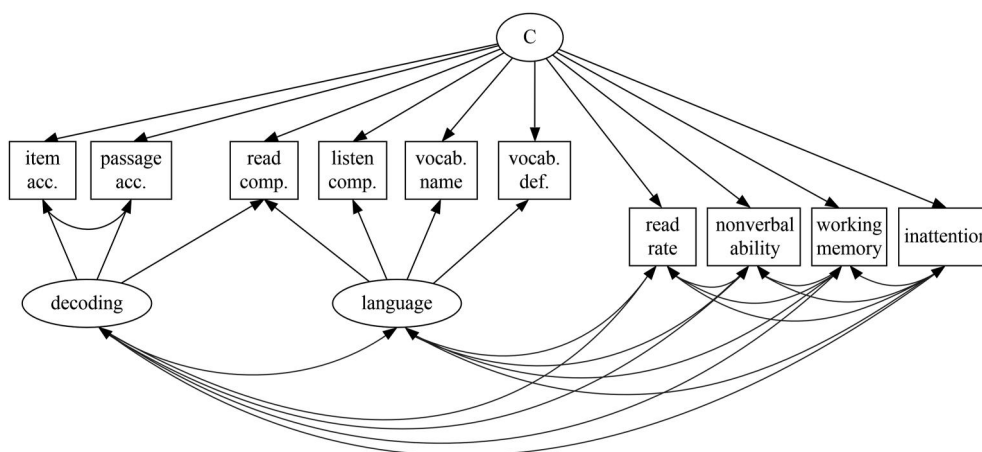 C
item
acc.
passage
acc.
read
comp.
listen
comp.
vocab.
name
vocab.
def.
read
rate
nonverbal
ability
working
memory
inattention
decoding
language